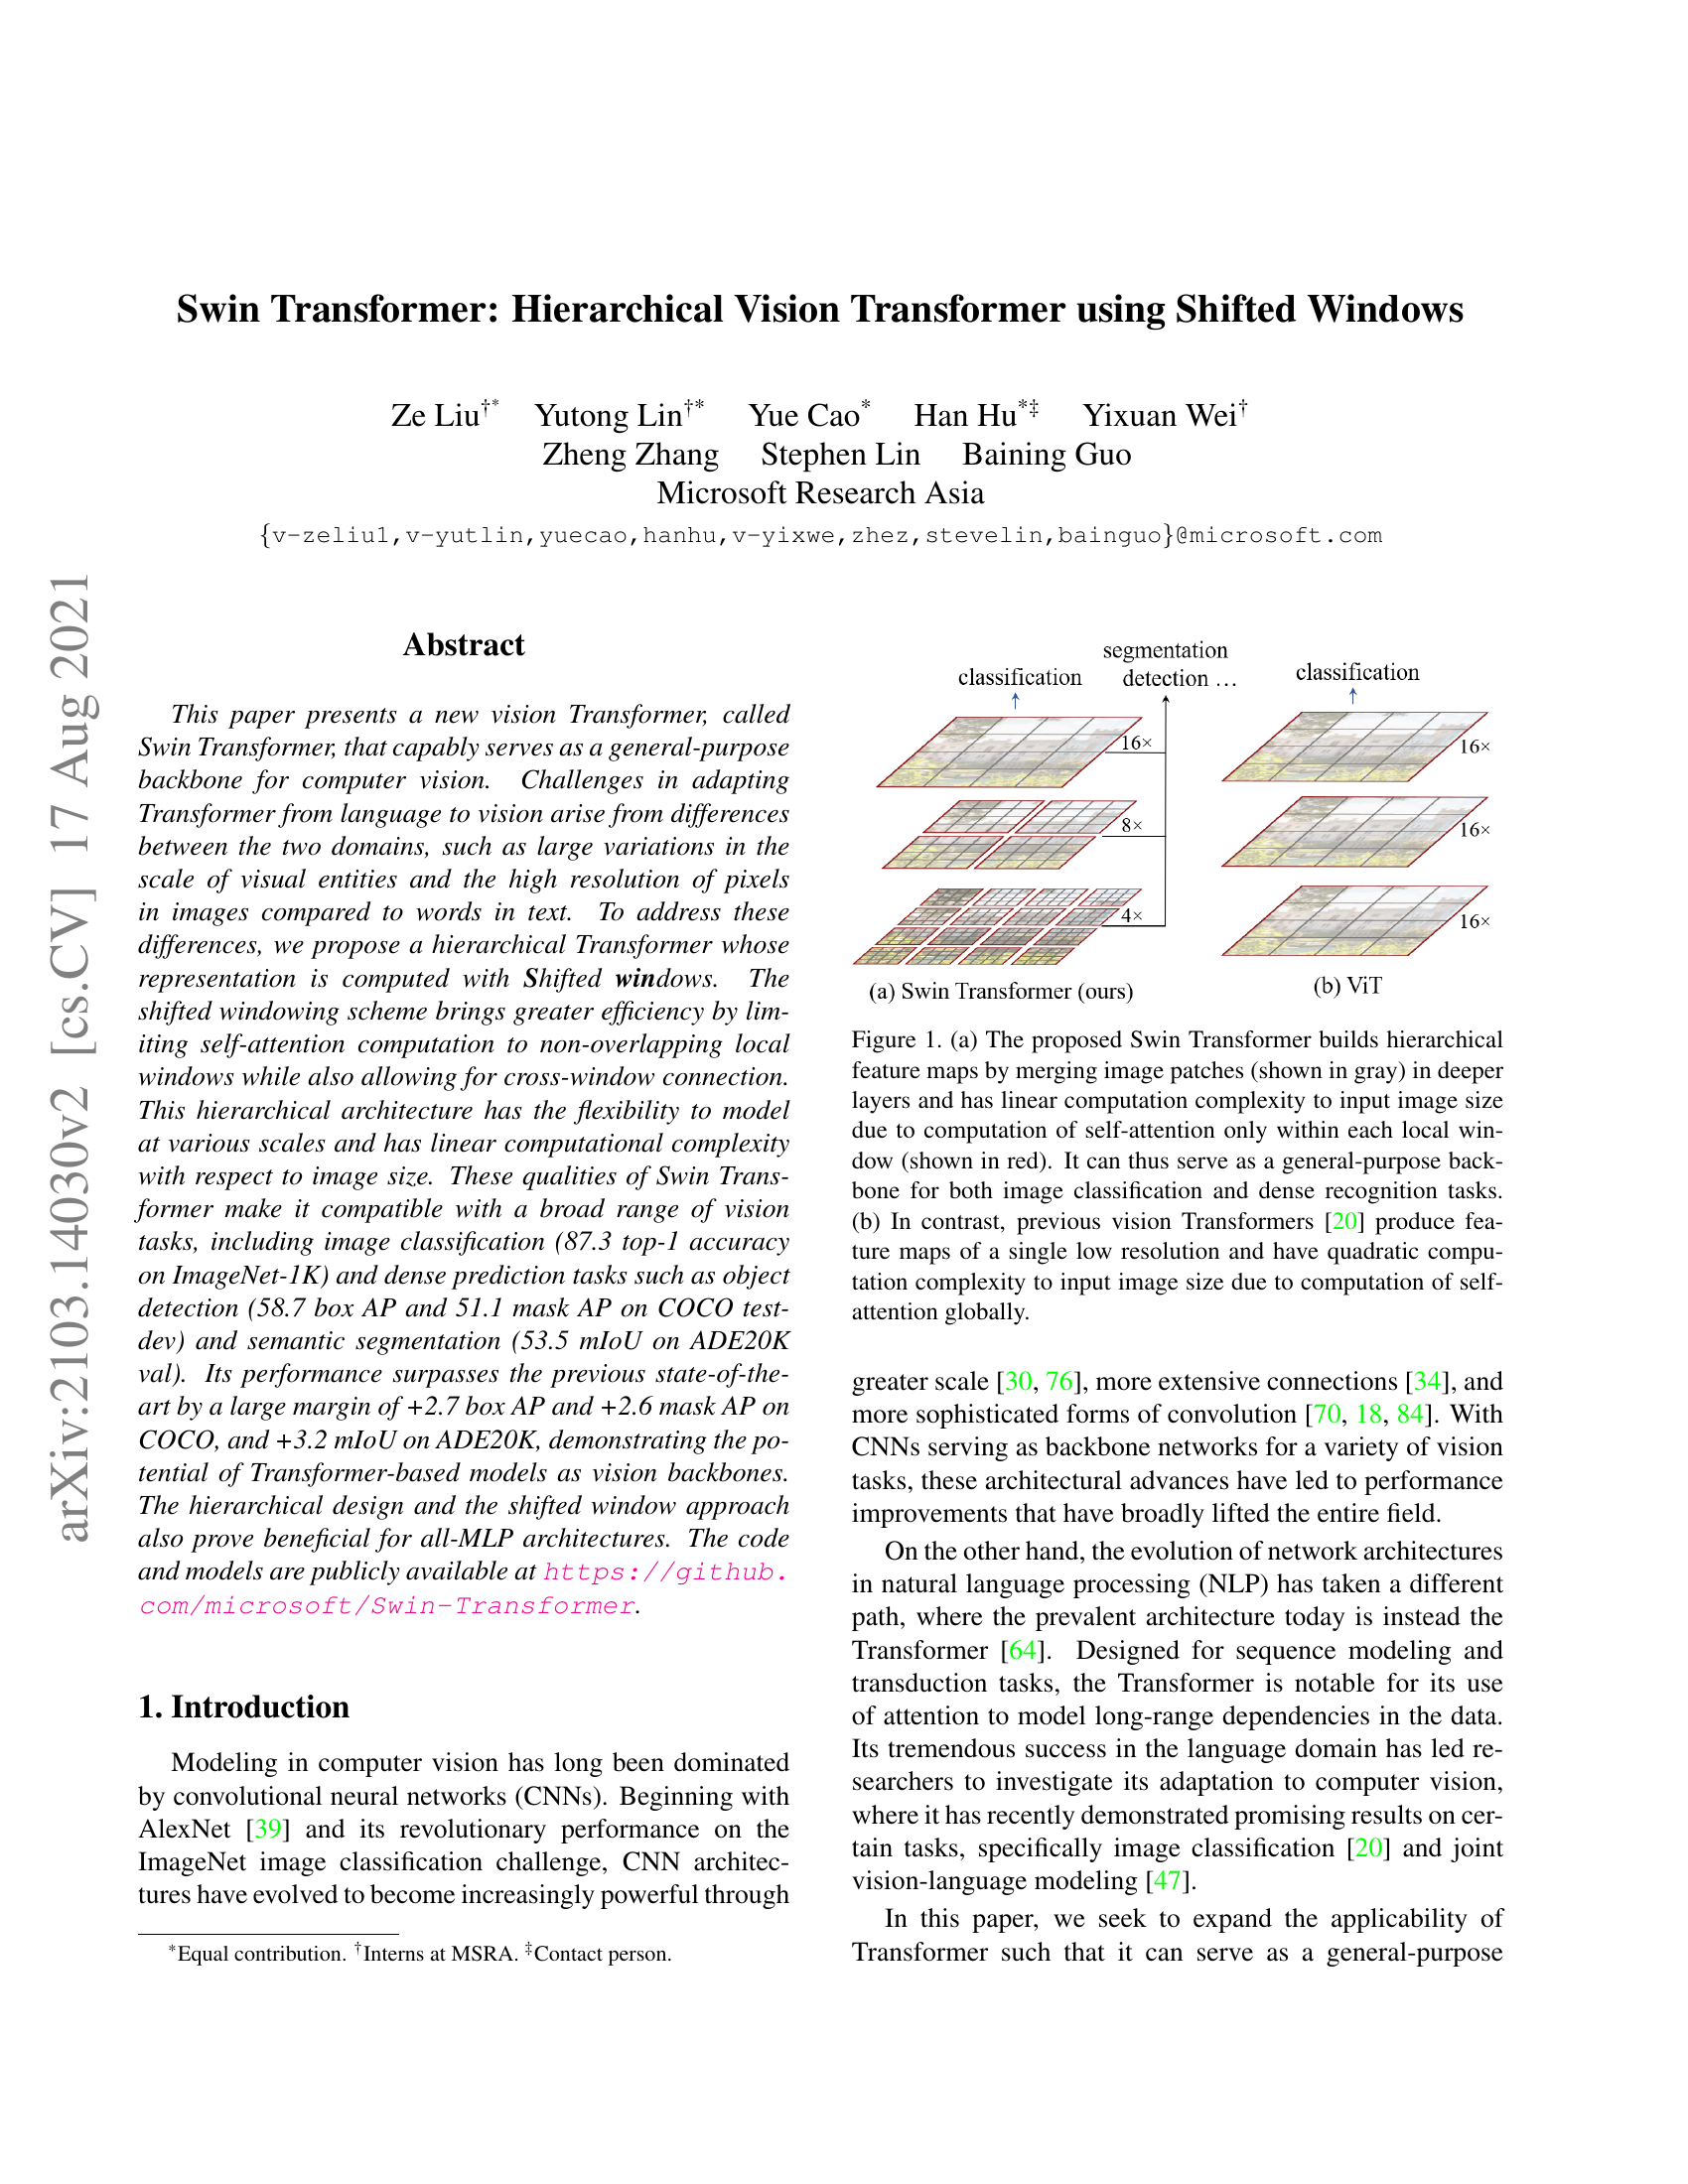 Swin Transformer: Hierarchical Vision Transformer using Shifted Windows
Ze Liu†* Yutong Lin†* Yue Cao* Han Hu*‡ Yixuan Wei†
Zheng Zhang Stephen Lin Baining Guo
Microsoft Research Asia
{v-zeliu1,v-yutlin,yuecao,hanhu,v-yixwe,zhez,stevelin,bainguo}@microsoft.com
arXiv:2103.14030v2 [cs.CV] 17 Aug 2021
Abstract
This paper presents a new vision Transformer, called
Swin Transformer, that capably serves as a general-purpose
backbone for computer vision. Challenges in adapting
Transformer from language to vision arise from differences
between the two domains, such as large variations in the
scale of visual entities and the high resolution of pixels
in images compared to words in text. To address these
differences, we propose a hierarchical Transformer whose
representation is computed with Shifted windows. The
shifted windowing scheme brings greater efficiency by lim-
iting self-attention computation to non-overlapping local
windows while also allowing for cross-window connection.
This hierarchical architecture has the flexibility to model
at various scales and has linear computational complexity
with respect to image size. These qualities of Swin Trans-
former make it compatible with a broad range of vision
tasks, including image classification (87.3 top-1 accuracy
on ImageNet-1K) and dense prediction tasks such as object
detection (58.7 box AP and 51.1 mask AP on COCO test-
dev) and semantic segmentation (53.5 mIoU on ADE20K
val). Its performance surpasses the previous state-of-the-
art by a large margin of +2.7 box AP and +2.6 mask AP on
COCO, and +3.2 mIoU on ADE20K, demonstrating the po-
tential of Transformer-based models as vision backbones.
The hierarchical design and the shifted window approach
also prove beneficial for all-MLP architectures. The code
and models are publicly available at https://github.
com/microsoft/Swin-Transformer.
1. Introduction
Modeling in computer vision has long been dominated
by convolutional neural networks (CNNs). Beginning with
AlexNet [39] and its revolutionary performance on the
ImageNet image classification challenge, CNN architec-
tures have evolved to become increasingly powerful through
*Equal contribution. †Interns at MSRA. ‡Contact person.
segmentation
classification detection … classification
16× 16×
8× 16×
4× 16×
(a) Swin Transformer (ours) (b) ViT
Figure 1. (a) The proposed Swin Transformer builds hierarchical
feature maps by merging image patches (shown in gray) in deeper
layers and has linear computation complexity to input image size
due to computation of self-attention only within each local win-
dow (shown in red). It can thus serve as a general-purpose back-
bone for both image classification and dense recognition tasks.
(b) In contrast, previous vision Transformers [20] produce fea-
ture maps of a single low resolution and have quadratic compu-
tation complexity to input image size due to computation of self-
attention globally.
greater scale [30, 76], more extensive connections [34], and
more sophisticated forms of convolution [70, 18, 84]. With
CNNs serving as backbone networks for a variety of vision
tasks, these architectural advances have led to performance
improvements that have broadly lifted the entire field.
On the other hand, the evolution of network architectures
in natural language processing (NLP) has taken a different
path, where the prevalent architecture today is instead the
Transformer [64]. Designed for sequence modeling and
transduction tasks, the Transformer is notable for its use
of attention to model long-range dependencies in the data.
Its tremendous success in the language domain has led re-
searchers to investigate its adaptation to computer vision,
where it has recently demonstrated promising results on cer-
tain tasks, specifically image classification [20] and joint
vision-language modeling [47].
In this paper, we seek to expand the applicability of
Transformer such that it can serve as a general-purpose